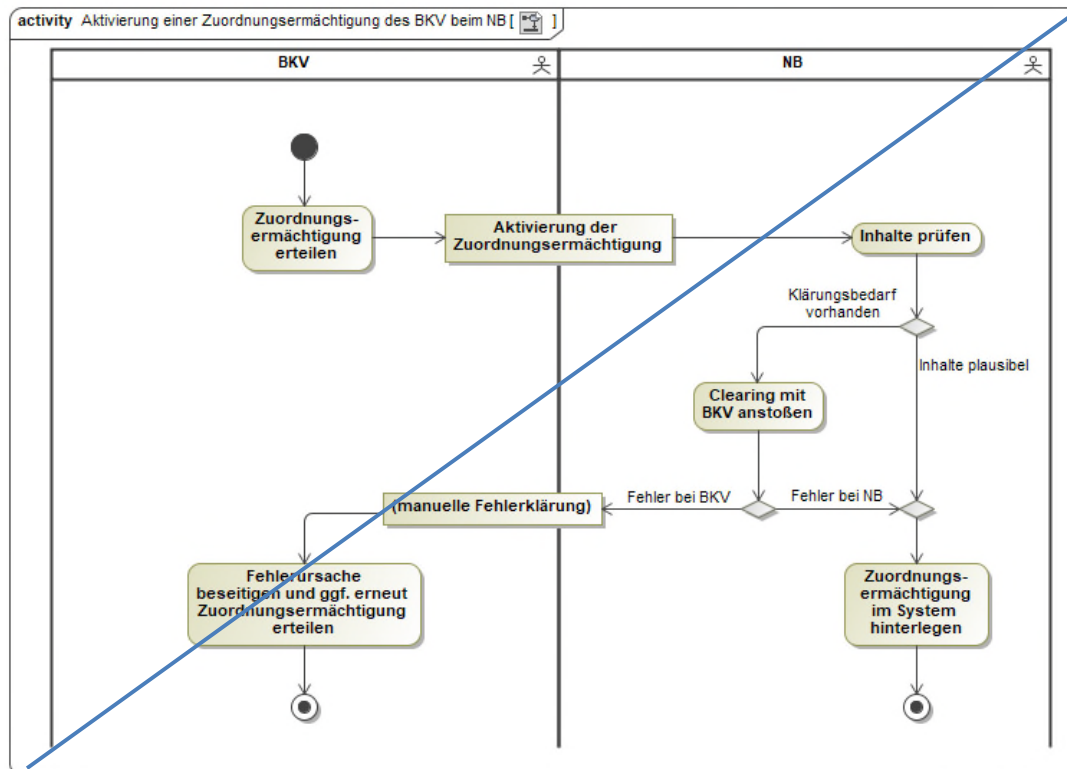 activity Aktivierung einer Zuordnungsermächtigung des BKV beim NB [ ]
BKV
NB
Zuordnungs-
ermächtigung
erteilen
Aktivierung der
Zuordnungsermächtigung
Inhalte prüfen
Klärungsbedarf
vorhanden
Inhalte plausibel
Clearing mit
BKV anstoßen
(manuelle Fehlerklärung)
Fehler bei BKV
Fehler bei NB
Fehlerursache
beseitigen und ggf. erneut
Zuordnungsermächtigung
erteilen
Zuordnungs-
ermächtigung
im System
hinterlegen